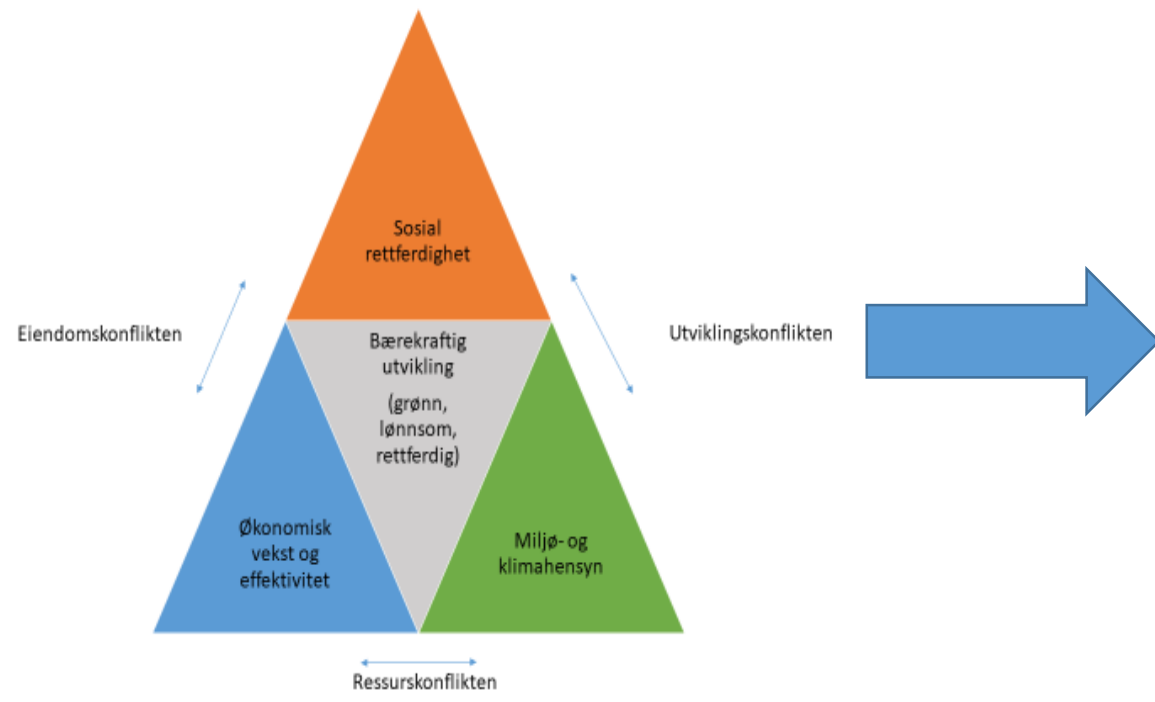 Sosial
rettferdighet
Eiendomskonflikten
Utviklingskonflikten
Bærekraftig
utvikling
(grønn,
lønnsom,
rettferdig)
Økonomisk
vekst og
effektivitet
Miljø- og
klimahensyn
Ressurskonflikten